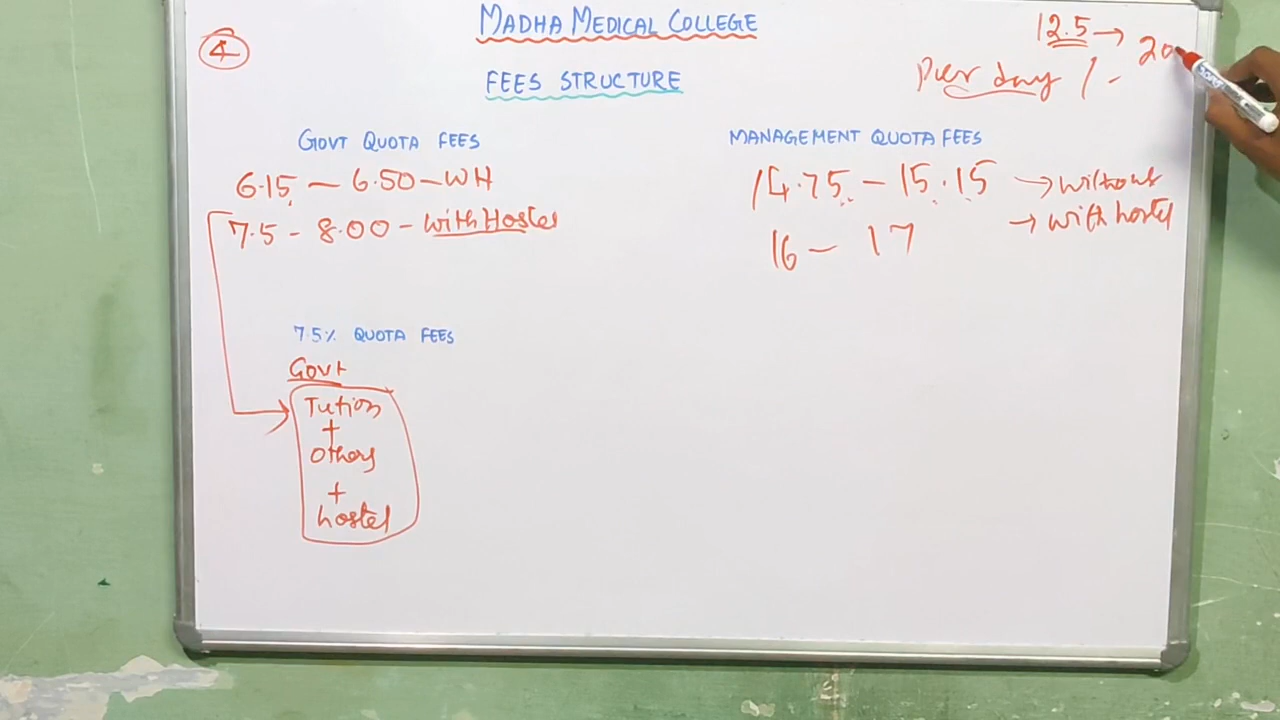 4
MADHA MEDICAL COLLEGE
FEES STRUCTURE
12.5 → 20
Per day / -
GOVT QUOTA FEES
6.15 — 6.50 - WH
7.5 - 8.00 - With Hostel
MANAGEMENT QUOTA FEES
14.75 - 15.15 → without
16 - 17 → with hostel
7.5% QUOTA FEES
Govt
Tution
+
Others
+
hostel